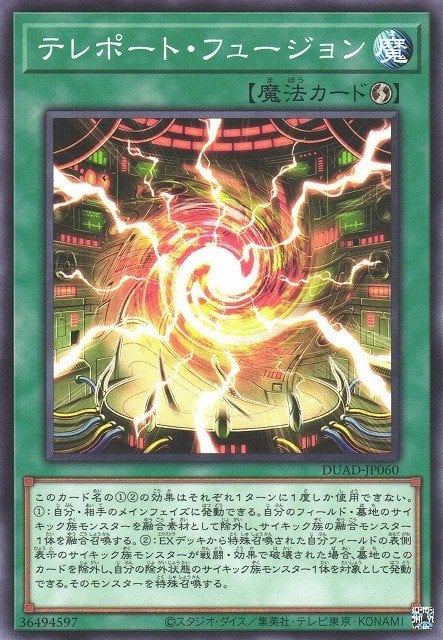 テレポート・フュージョン
魔
【魔法カード】
DUAD-JP060
このカード名の①②の効果はそれぞれ1ターンに1度しか使用できない。
①：自分・相手のメインフェイズに発動できる。自分のフィールド・墓地のサイ
キック族モンスターを融合素材として除外し、サイキック族の融合モンスター
1体を融合召喚する。②：EXデッキから特殊召喚された自分フィールドの表側
表示のサイキック族モンスターが戦闘・効果で破壊された場合、墓地のこの
カードを除外し、自分の除外状態のサイキック族モンスター1体を対象として発動
できる。そのモンスターを特殊召喚する。
36494597
©スタジオ・ダイス／集英社・テレビ東京・KONAMI